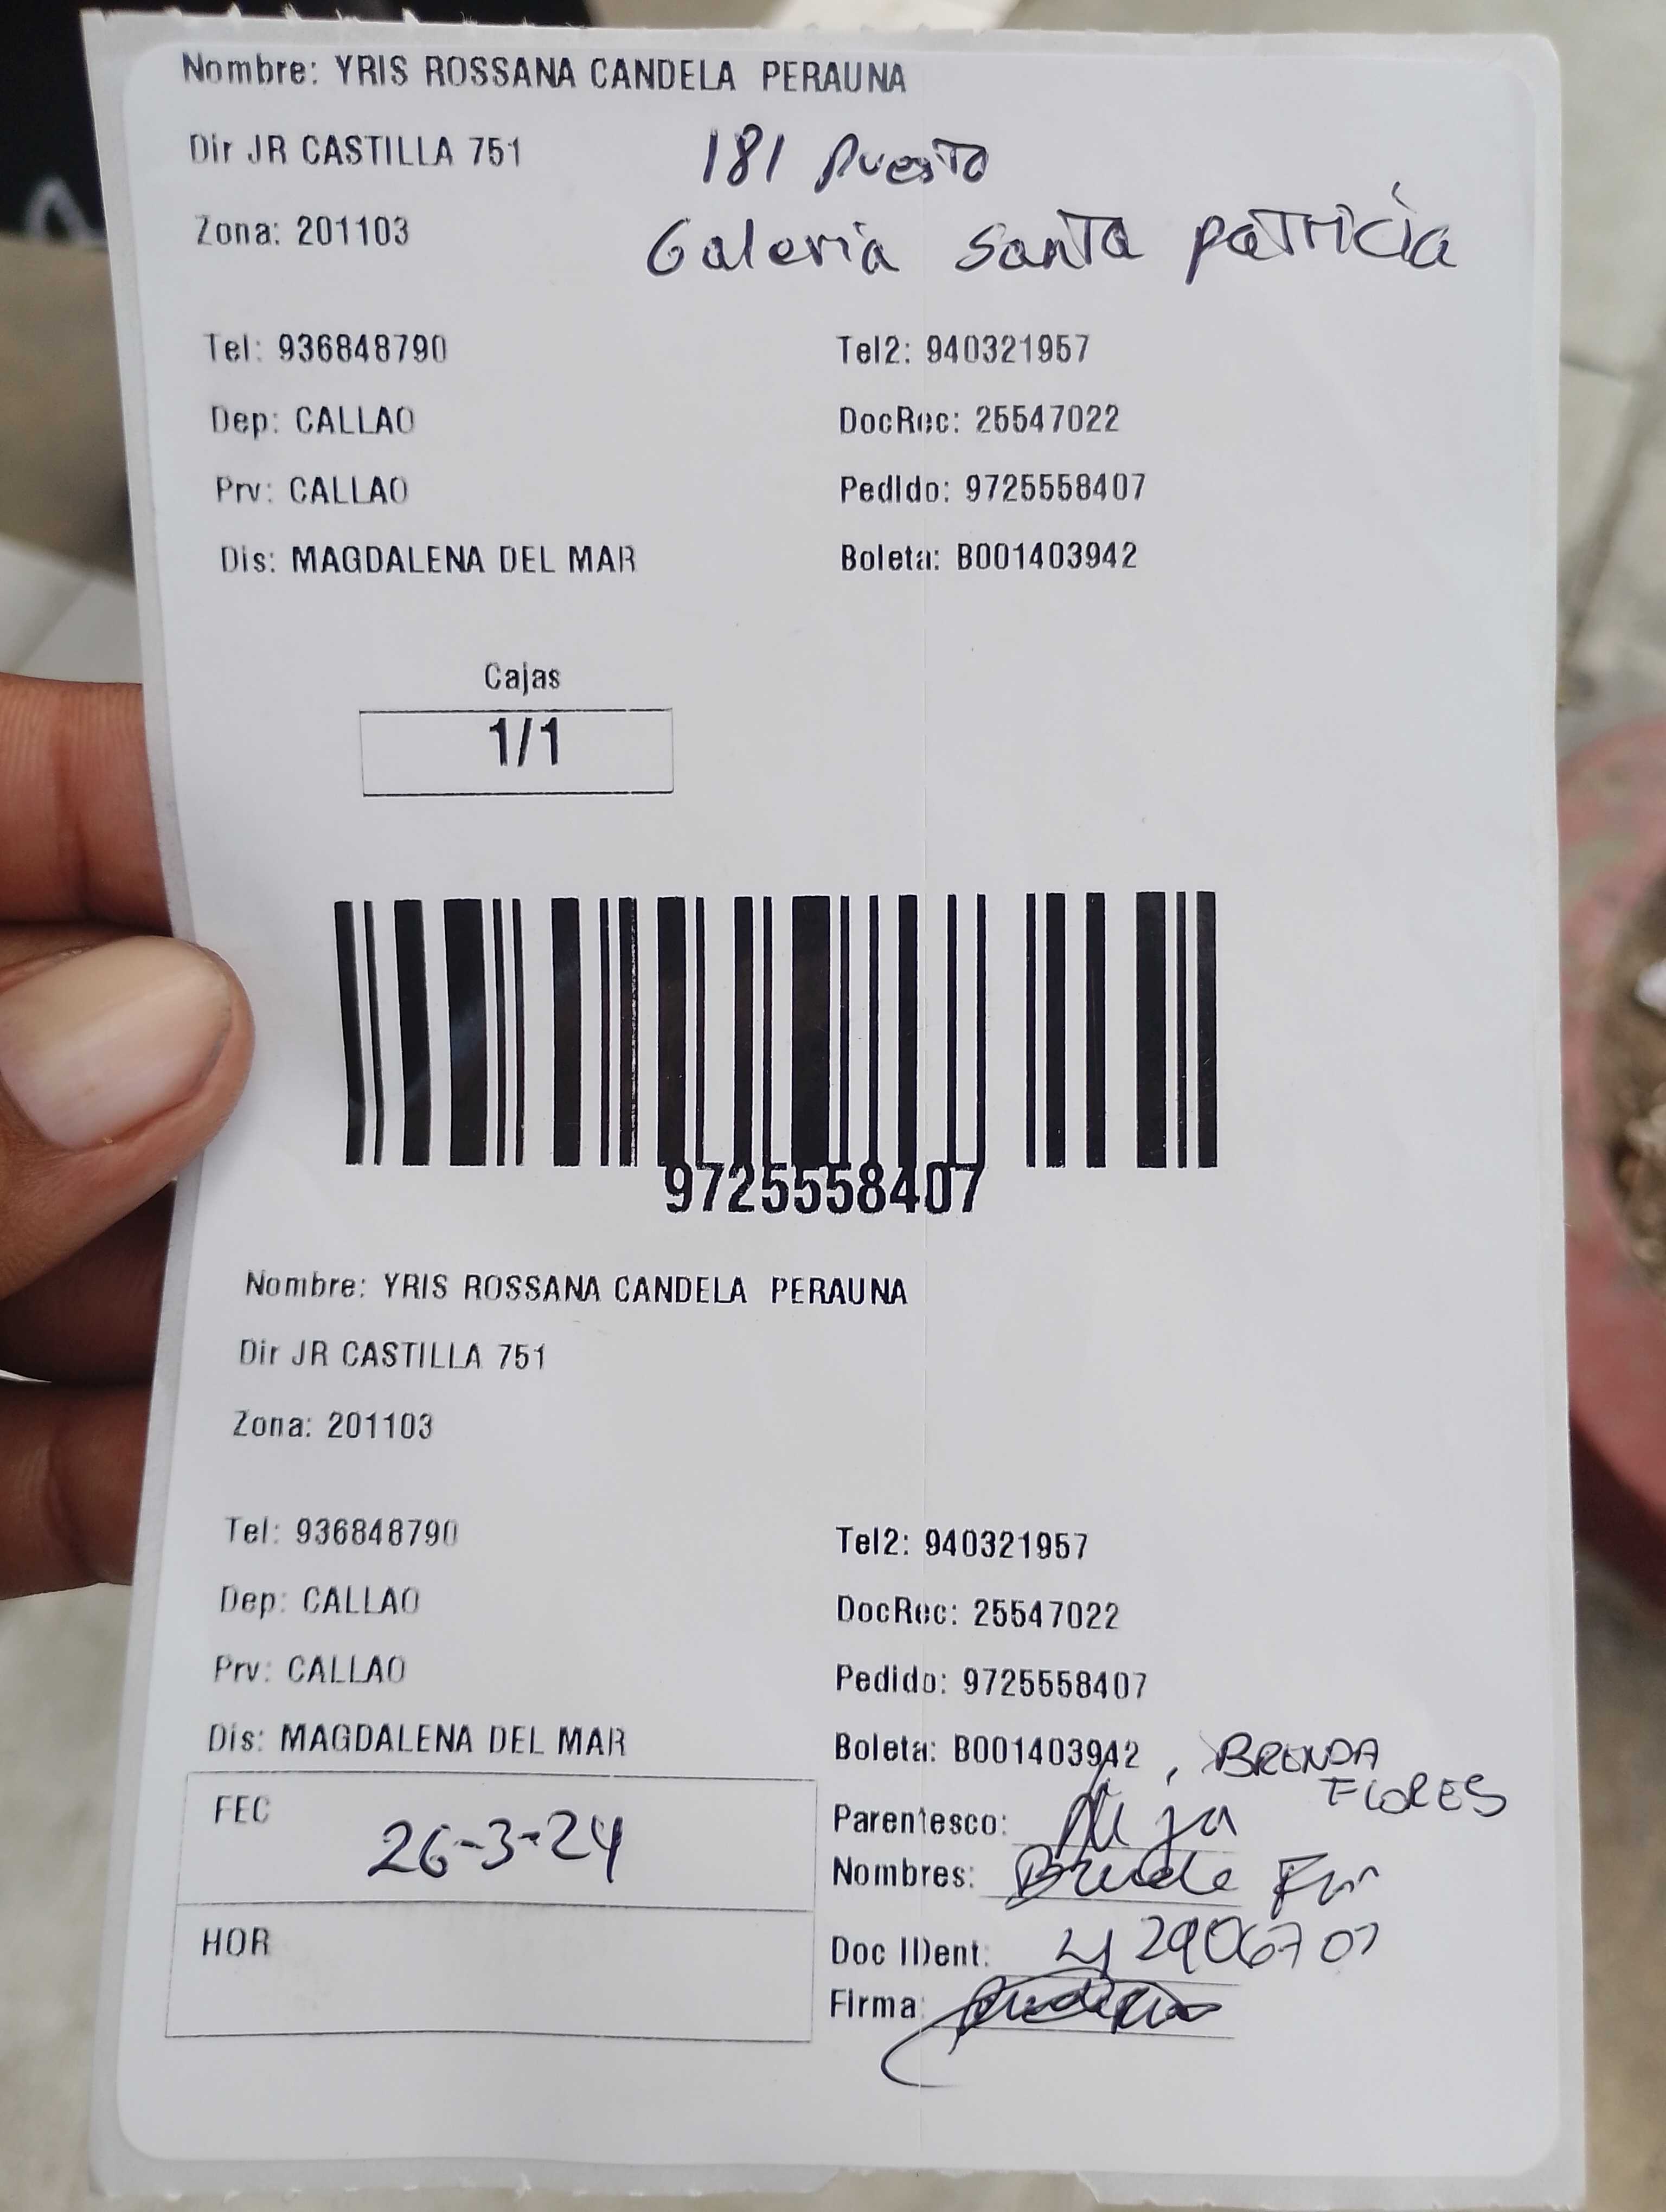 Nombre: YRIS ROSSANA CANDELA PERAUNA
Dir JR CASTILLA 751 181 puesto
Zona: 201103 Galeria Santa patricia
Tel: 936848790 Tel2: 940321957
Dep: CALLAO DocRec: 25547022
Prv: CALLAO Pedido: 9725558407
Dis: MAGDALENA DEL MAR Boleta: B001403942
Cajas
1/1
9725558407
Nombre: YRIS ROSSANA CANDELA PERAUNA
Dir JR CASTILLA 751
Zona: 201103
Tel: 936848790 Tel2: 940321957
Dep: CALLAO DocRec: 25547022
Prv: CALLAO Pedido: 9725558407
Dis: MAGDALENA DEL MAR Boleta: B001403942 , BRENDA
FLORES
FEC 26-3-24 Parentesco: Hija
Nombres:
HOR Doc IDent:
Firma: